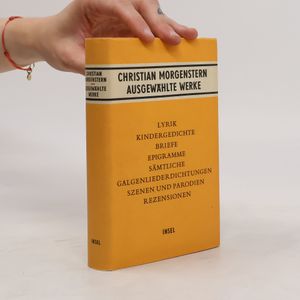 CHRISTIAN
MORGENSTERN
AUSGEWÄHLTE
WERKE
INSEL
CHRISTIAN MORGENSTERN
AUSGEWÄHLTE WERKE
LYRIK
KINDERGEDICHTE
BRIEFE
EPIGRAMME
SÄMTLICHE
GALGENLIEDERDICHTUNGEN
SZENEN UND PARODIEN
REZENSIONEN
INSEL